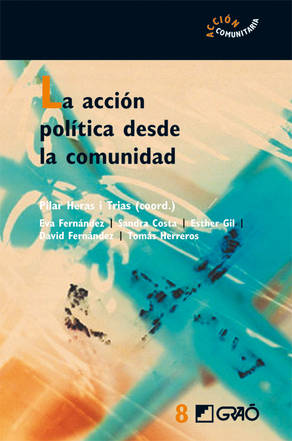 ACCIÓN
COMUNITARIA
La acción
política desde
la comunidad
Pilar Heras i Trias (coord.)
Eva Fernández | Sandra Costa | Esther Gil |
David Fernández | Tomás Herreros
8 GRAÓ